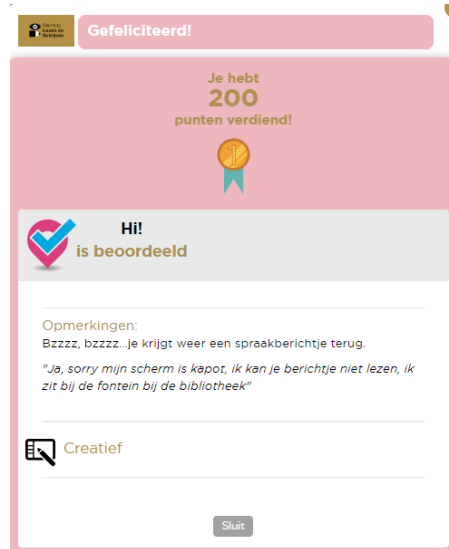 Stichting
Lezen en
Schrijven
Gefeliciteerd!
Je hebt
200
punten verdiend!
1
Hi!
is beoordeeld
Opmerkingen:
Bzzzz, bzzzz...je krijgt weer een spraakberichtje terug.
"Ja, sorry mijn scherm is kapot, ik kan je berichtje niet lezen, ik
zit bij de fontein bij de bibliotheek"
Creatief
Sluit